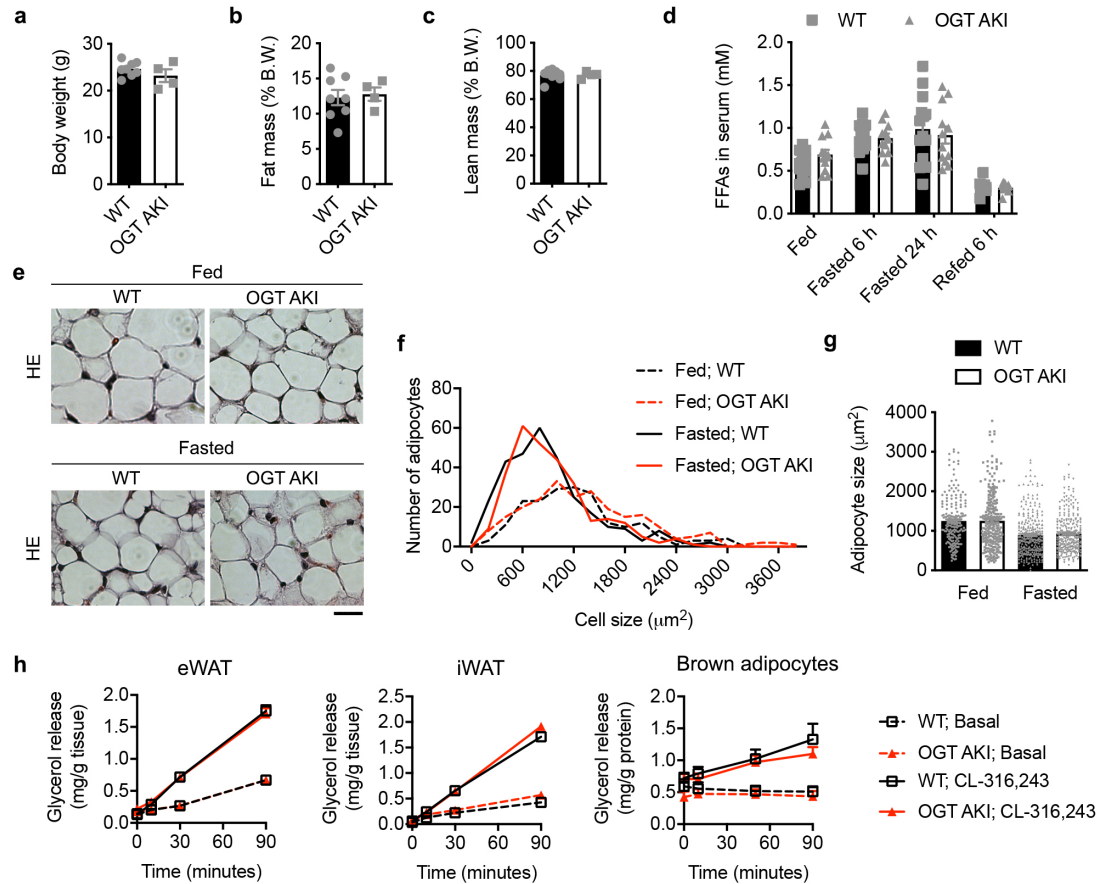 a
Body weight (g)
30
20
10
0
WT
OGT AKI
b
Fat mass (% B.W.)
20
15
10
5
0
WT
OGT AKI
c
Lean mass (% B.W.)
100
80
60
40
20
0
WT
OGT AKI
d
WT
OGT AKI
FFAs in serum (mM)
2.0
1.5
1.0
0.5
0.0
Fed
Fasted 6 h
Fasted 24 h
Refed 6 h
e
Fed
WT
OGT AKI
HE
Fasted
WT
OGT AKI
HE
f
Fed; WT
Fed; OGT AKI
Fasted; WT
Fasted; OGT AKI
Number of adipocytes
80
60
40
20
0
0
600
1200
1800
2400
3000
3600
Cell size (μm2)
g
WT
OGT AKI
Adipocyte size (μm2)
4000
3000
2000
1000
0
Fed
Fasted
h
eWAT
Glycerol release
(mg/g tissue)
2.0
1.5
1.0
0.5
0.0
0 30 60 90
Time (minutes)
iWAT
Glycerol release
(mg/g tissue)
2.5
2.0
1.5
1.0
0.5
0.0
0 30 60 90
Time (minutes)
Brown adipocytes
Glycerol release
(mg/g protein)
2.0
1.5
1.0
0.5
0.0
0 30 60 90
Time (minutes)
WT; Basal
OGT AKI; Basal
WT; CL-316,243
OGT AKI; CL-316,243